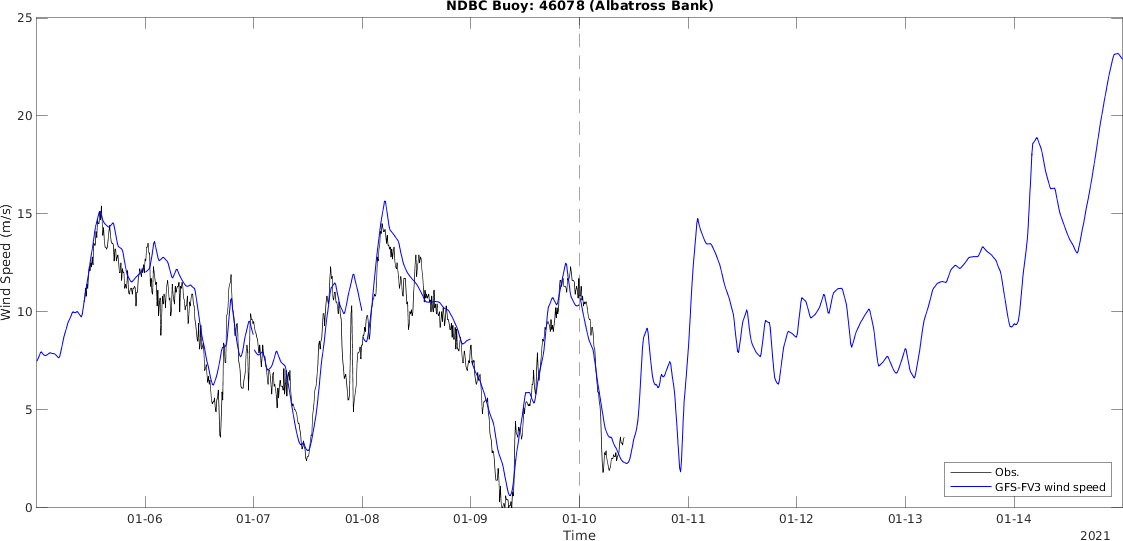 NDBC Buoy: 46078 (Albatross Bank)
25
20
15
10
5
0
Wind Speed (m/s)
Obs.
GFS-FV3 wind speed
01-06 01-07 01-08 01-09 01-10 01-11 01-12 01-13 01-14
Time
2021